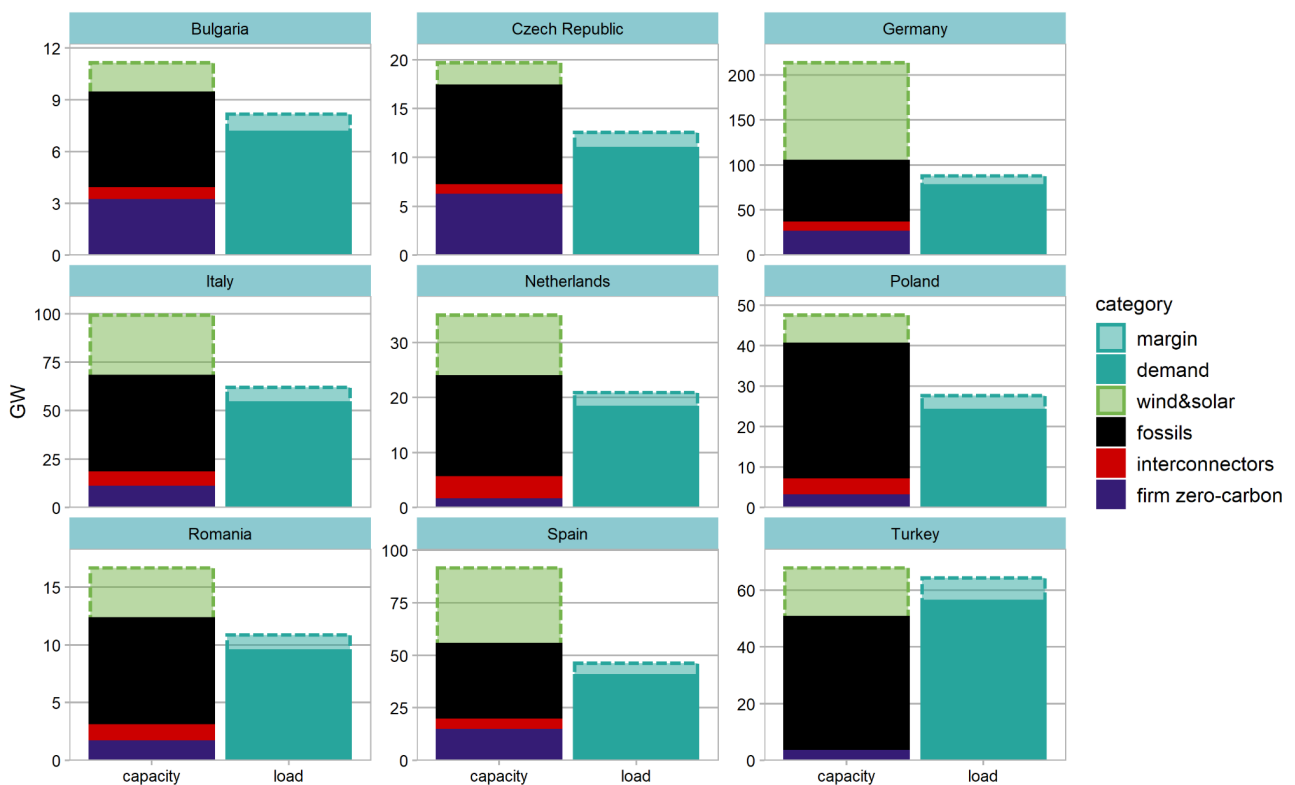 Bulgaria
Czech Republic
Germany
12
9
6
3
0
20
15
10
5
0
200
150
100
50
0
Italy
Netherlands
Poland
GW
100
75
50
25
0
30
20
10
0
50
40
30
20
10
0
Romania
Spain
Turkey
15
10
5
0
100
75
50
25
0
60
40
20
0
capacity
load
capacity
load
capacity
load
category
margin
demand
wind&solar
fossils
interconnectors
firm zero-carbon